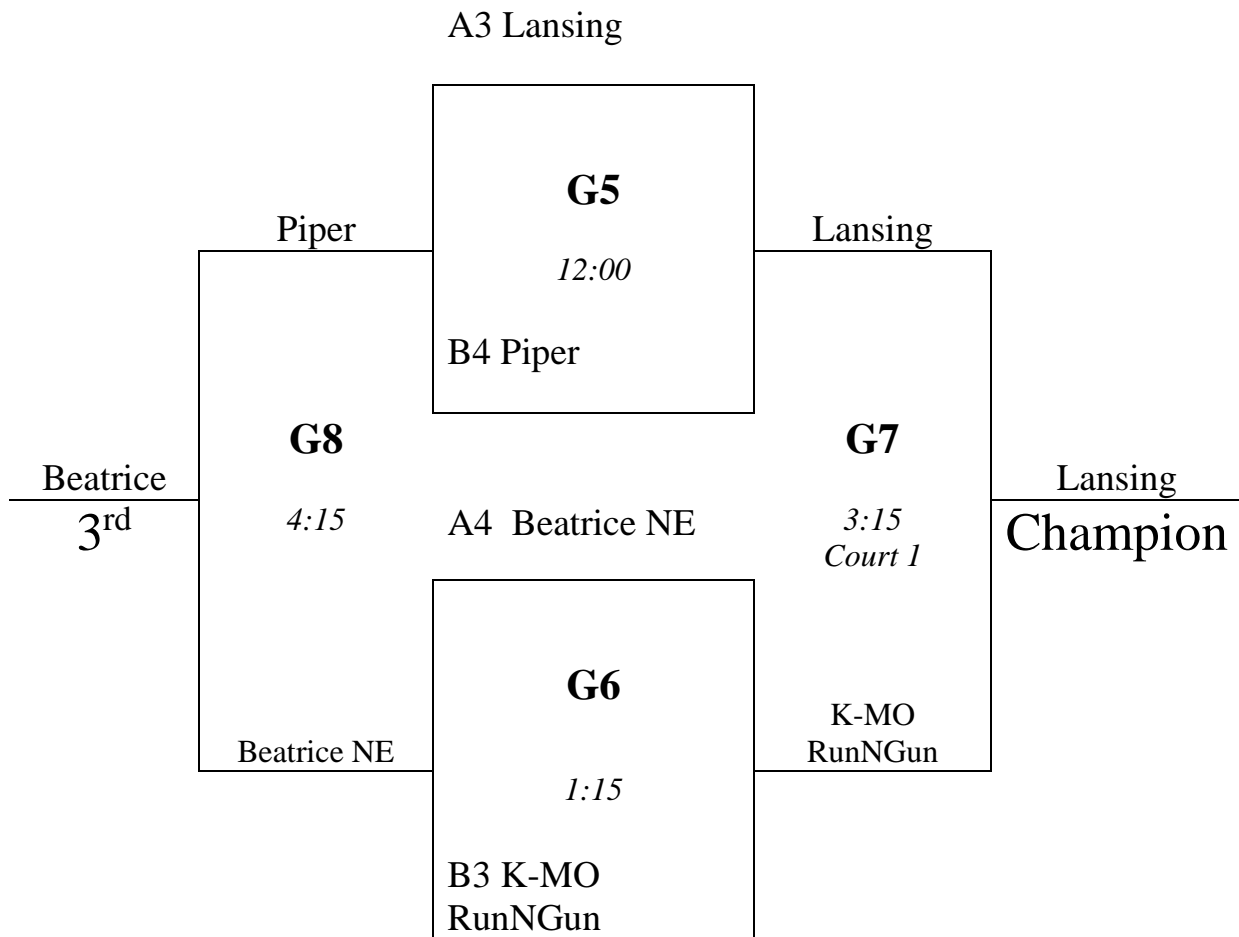 A3 Lansing
G5
Piper
Lansing
12:00
B4 Piper
G8
G7
Beatrice
Lansing
3rd
4:15
A4 Beatrice NE
3:15
Champion
Court 1
G6
K-MO
Beatrice NE
RunNGun
1:15
B3 K-MO
RunNGun